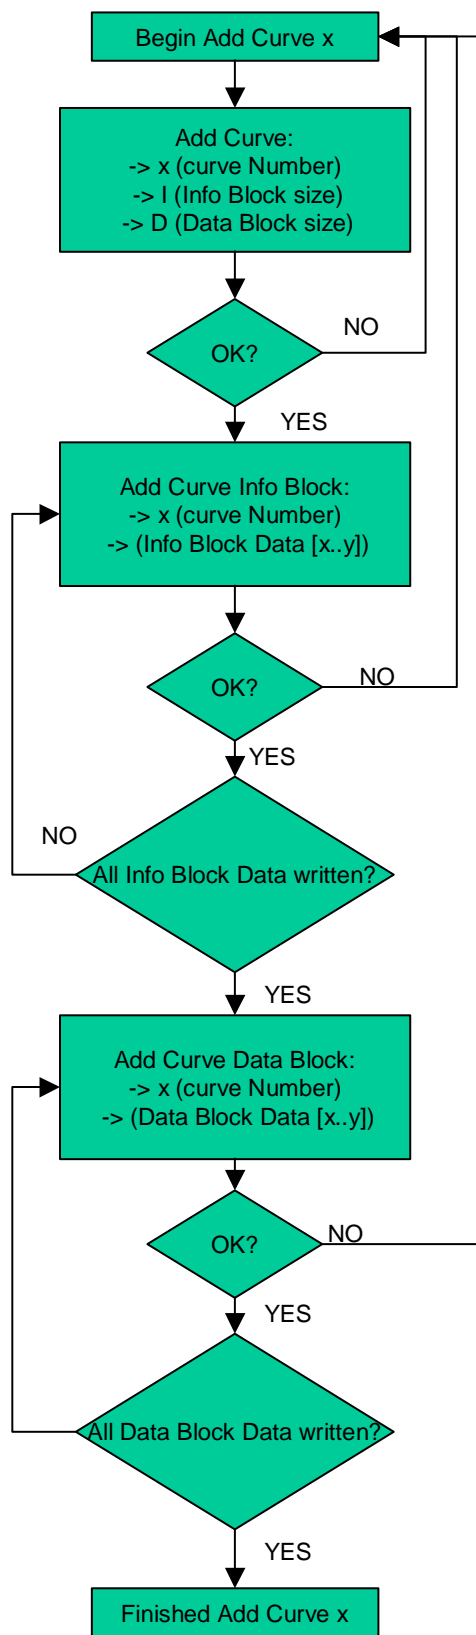 Begin Add Curve x
Add Curve:
-> x (curve Number)
-> I (Info Block size)
-> D (Data Block size)
NO
OK?
YES
Add Curve Info Block:
-> x (curve Number)
-> (Info Block Data [x..y])
OK?
NO
YES
NO
All Info Block Data written?
YES
Add Curve Data Block:
-> x (curve Number)
-> (Data Block Data [x..y])
OK?
NO
YES
All Data Block Data written?
YES
Finished Add Curve x